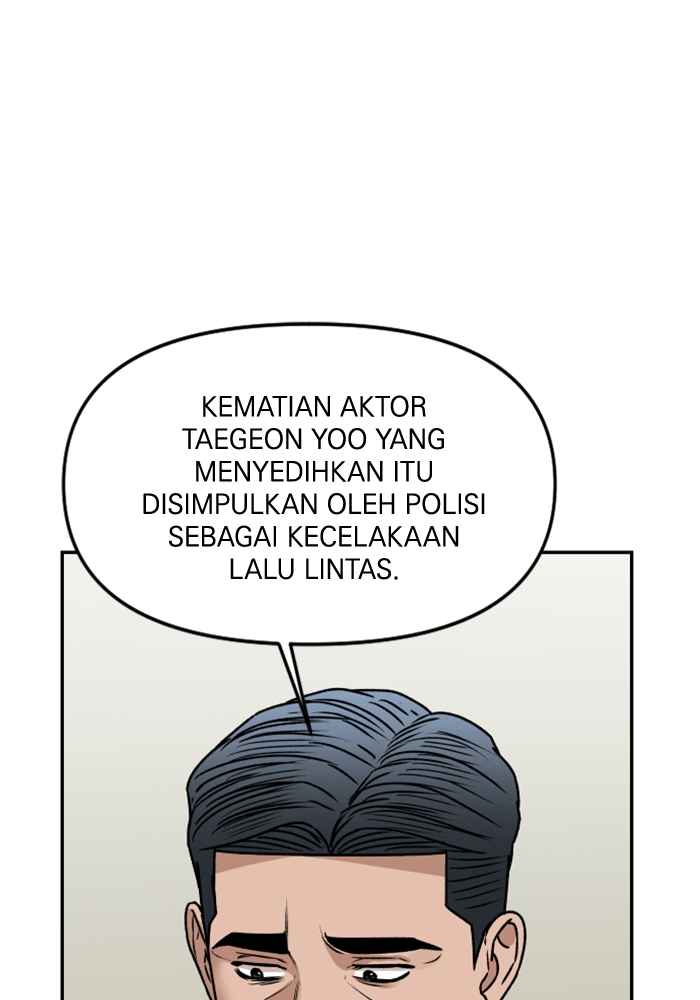 KEMATIAN AKTOR
TAEGEON YOO YANG
MENYEDIHKAN ITU
DISIMPULKAN OLEH POLISI
SEBAGAI KECELAKAAN
LALU LINTAS.